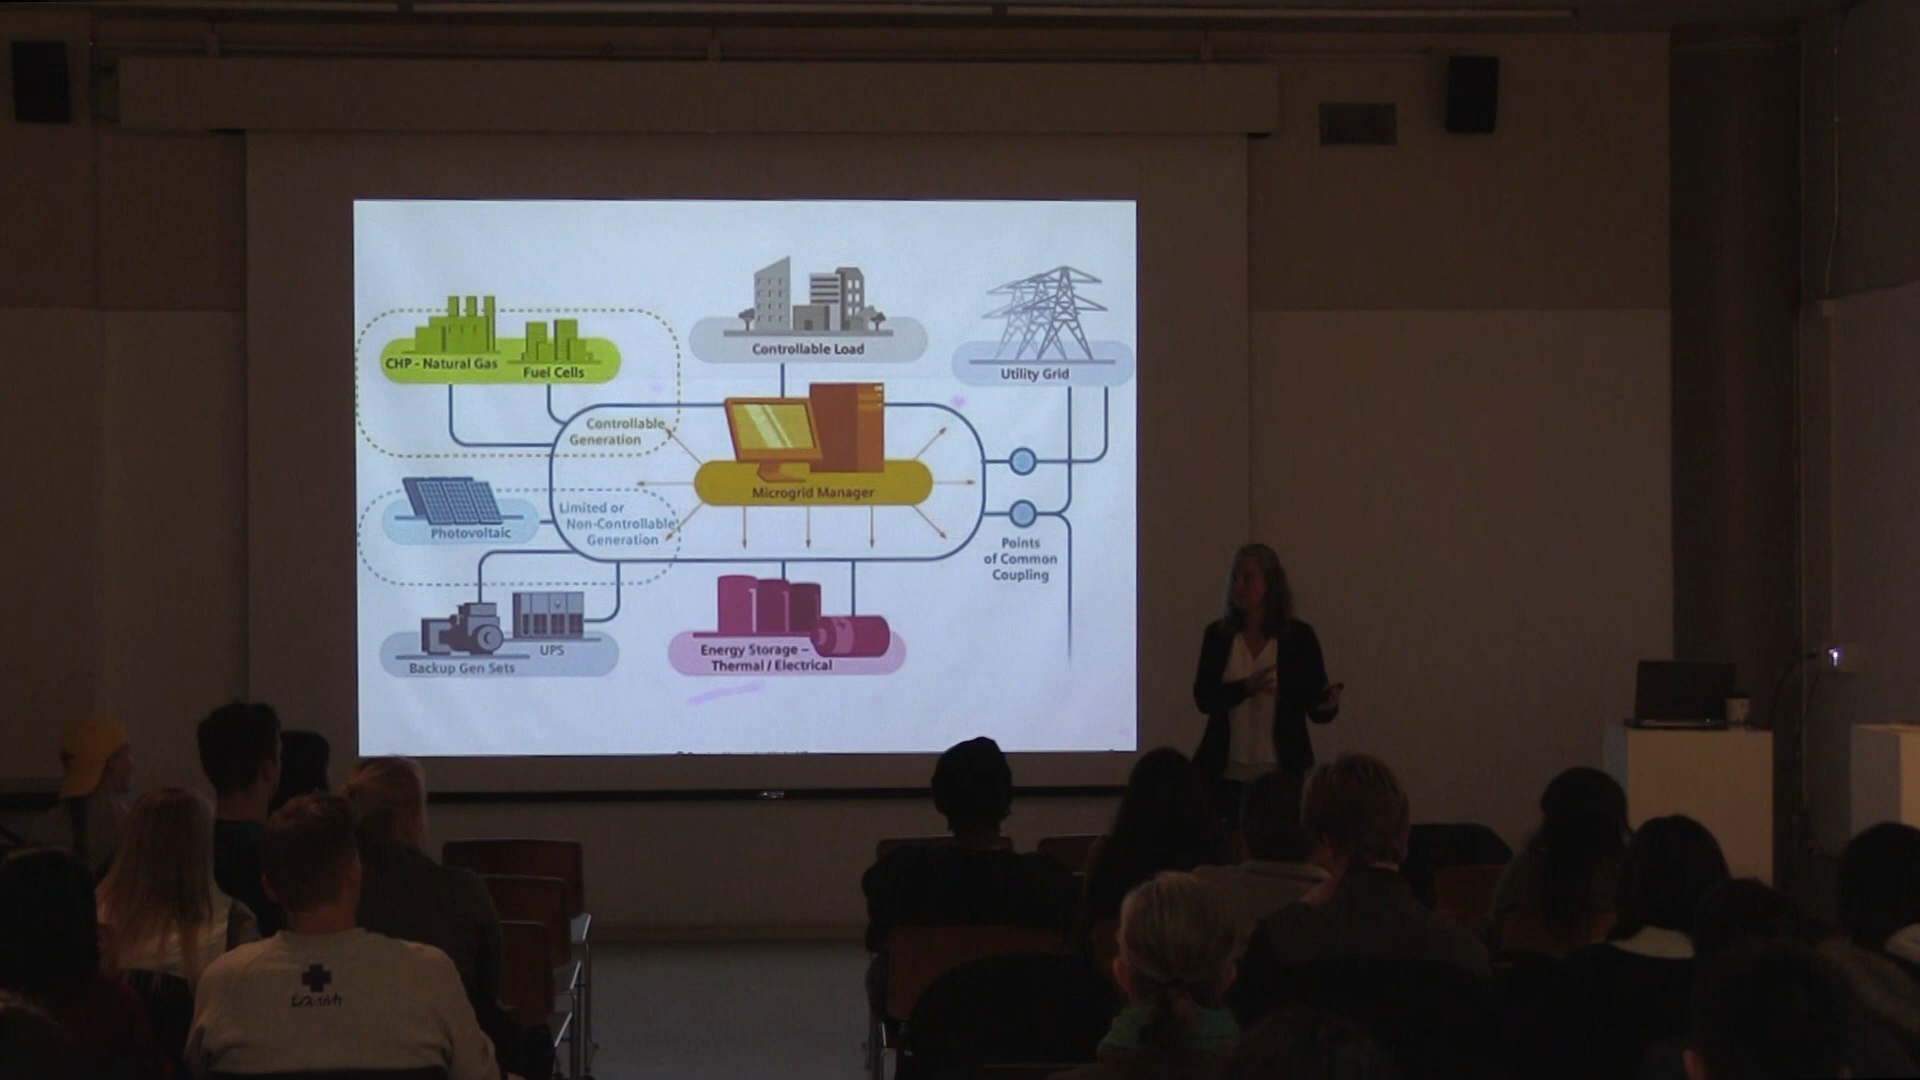 Controllable Load
CHP - Natural Gas
Fuel Cells
Utility Grid
Controllable
Generation
Microgrid Manager
Limited or
Non-Controllable
Generation
Photovoltaic
Points
of Common
Coupling
UPS
Backup Gen Sets
Energy Storage –
Thermal / Electrical